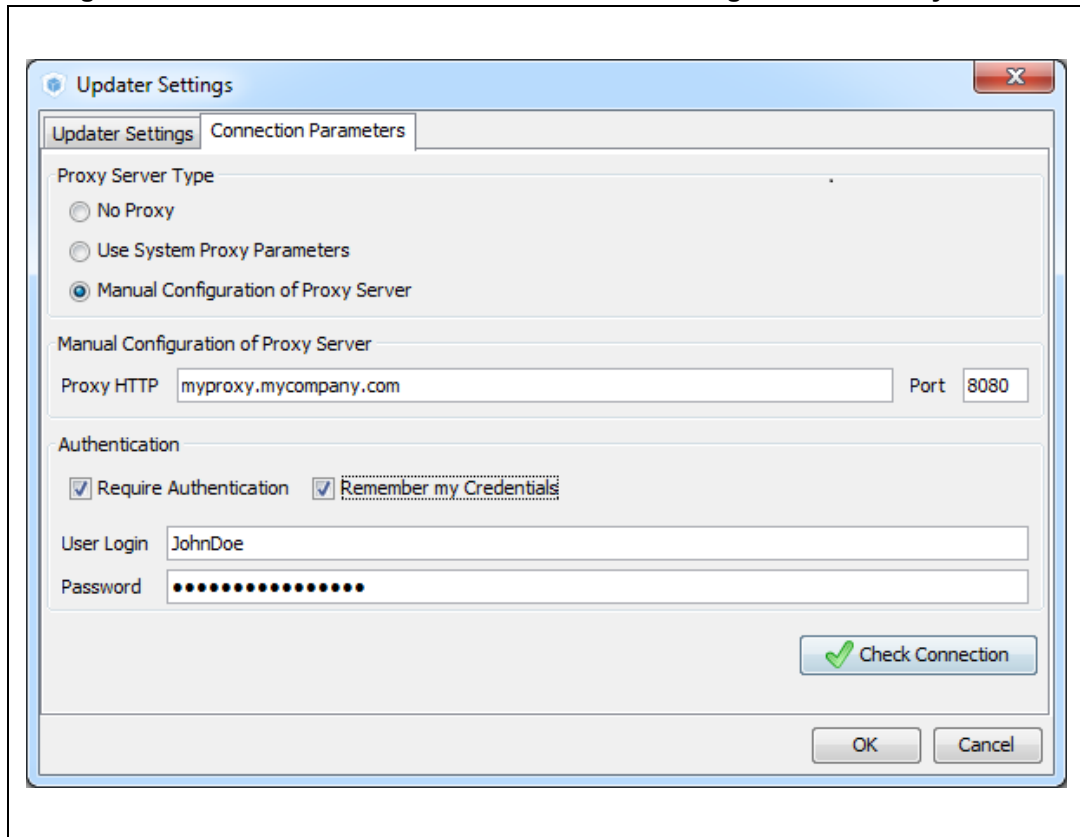 Updater Settings
Updater Settings Connection Parameters
Proxy Server Type
No Proxy
Use System Proxy Parameters
Manual Configuration of Proxy Server
Manual Configuration of Proxy Server
Proxy HTTP myproxy.mycompany.com Port 8080
Authentication
Require Authentication Remember my Credentials
User Login JohnDoe
Password ●●●●●●●●●●●●●●●●
Check Connection
OK Cancel